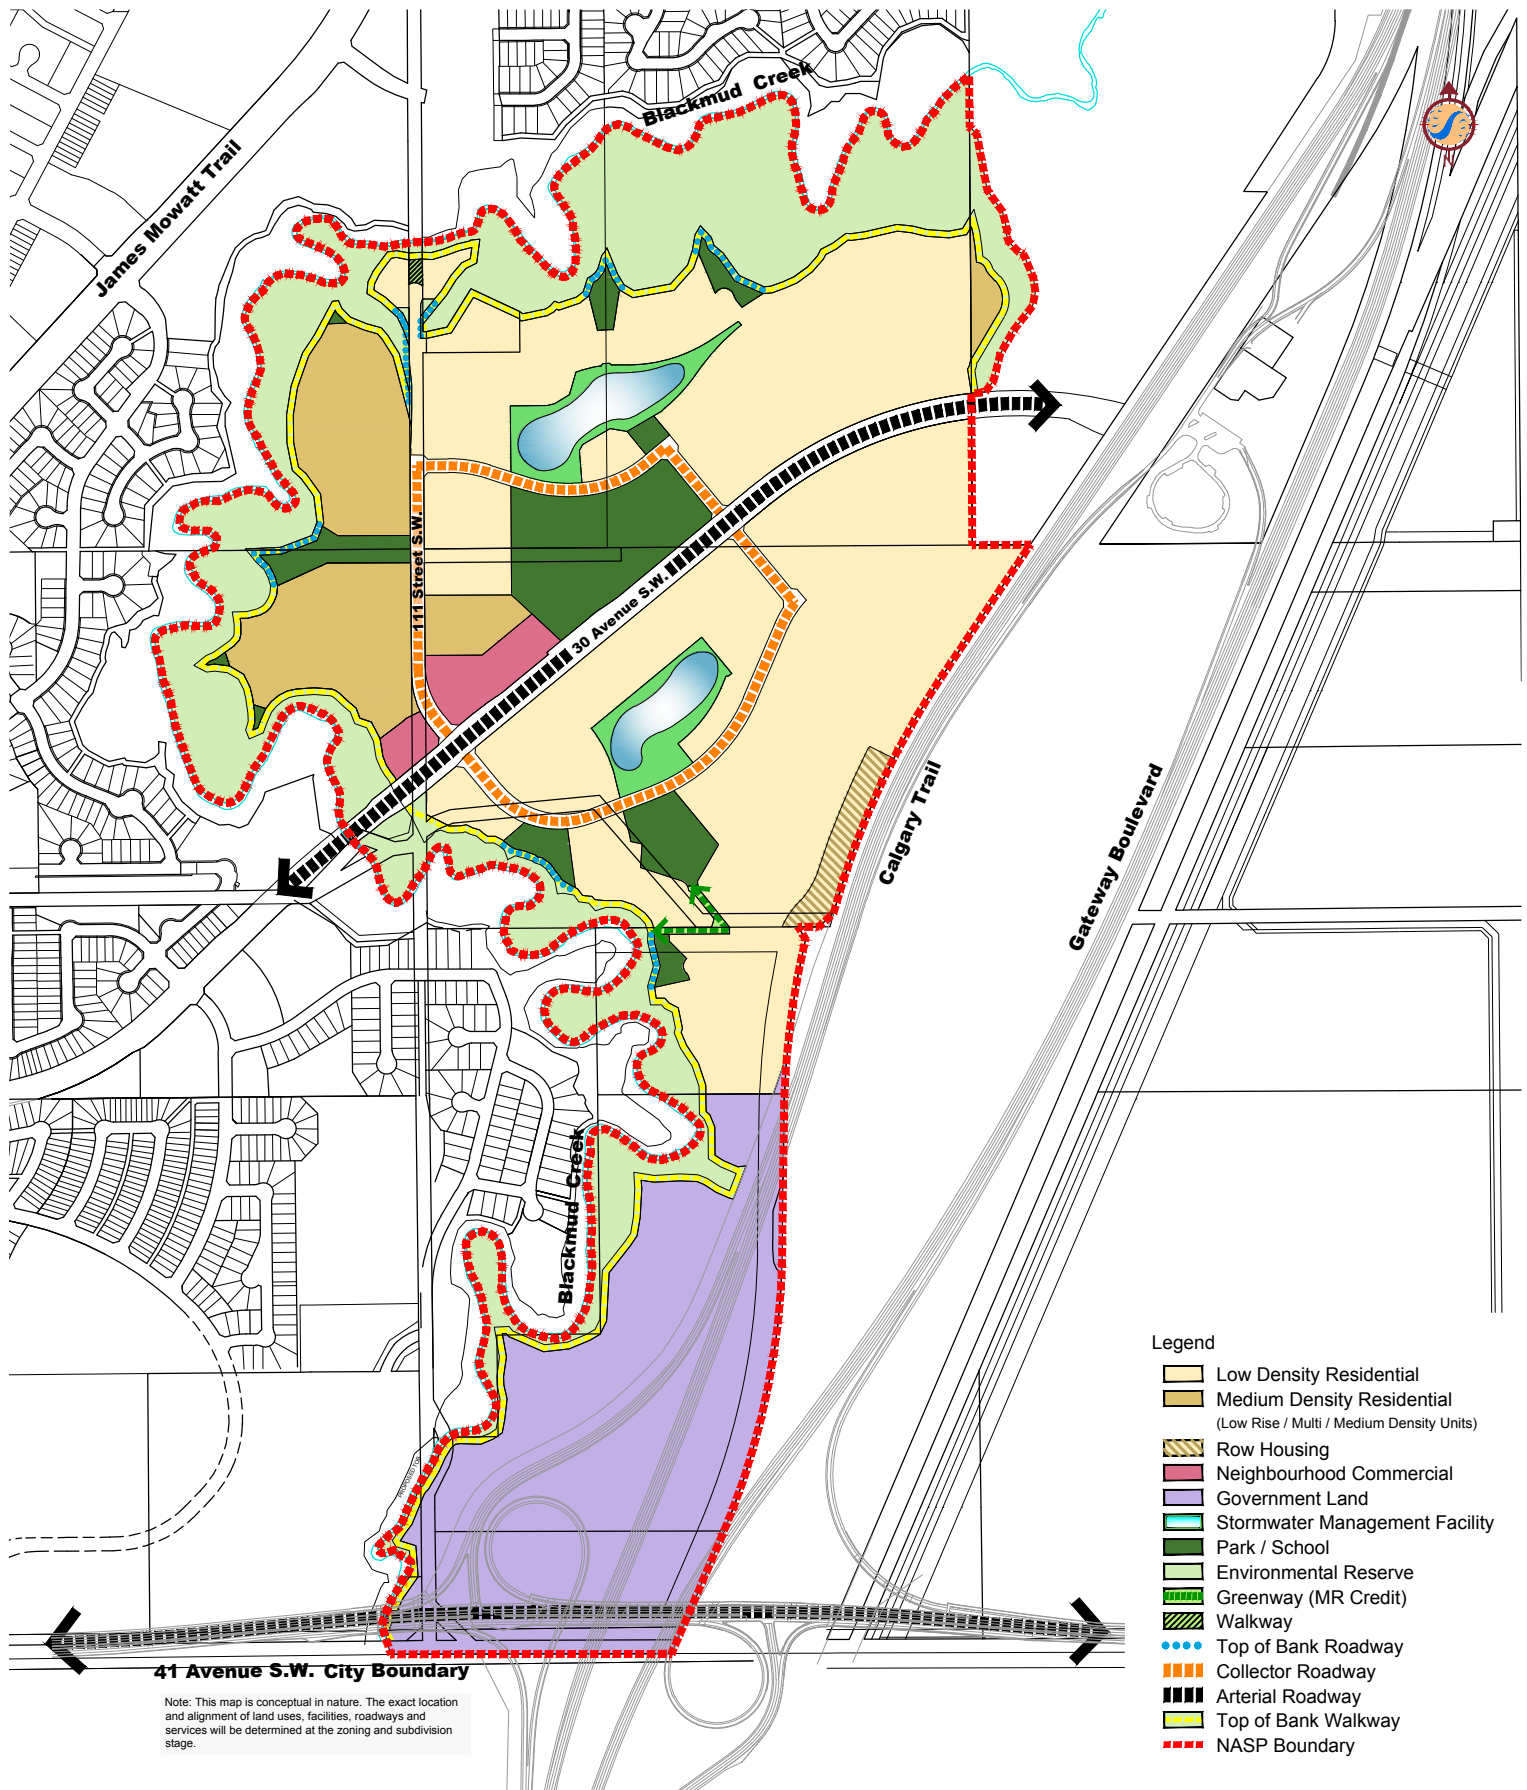 Blackmud Creek
James Mowatt Trail
N
111 Street S.W.
30 Avenue S.W.
Calgary Trail
Gateway Boulevard
Blackmud Creek
PROPOSED TOB
41 Avenue S.W. City Boundary
Note: This map is conceptual in nature. The exact location
and alignment of land uses, facilities, roadways and
services will be determined at the zoning and subdivision
stage.
Legend
Low Density Residential
Medium Density Residential
(Low Rise / Multi / Medium Density Units)
Row Housing
Neighbourhood Commercial
Government Land
Stormwater Management Facility
Park / School
Environmental Reserve
Greenway (MR Credit)
Walkway
Top of Bank Roadway
Collector Roadway
Arterial Roadway
Top of Bank Walkway
NASP Boundary